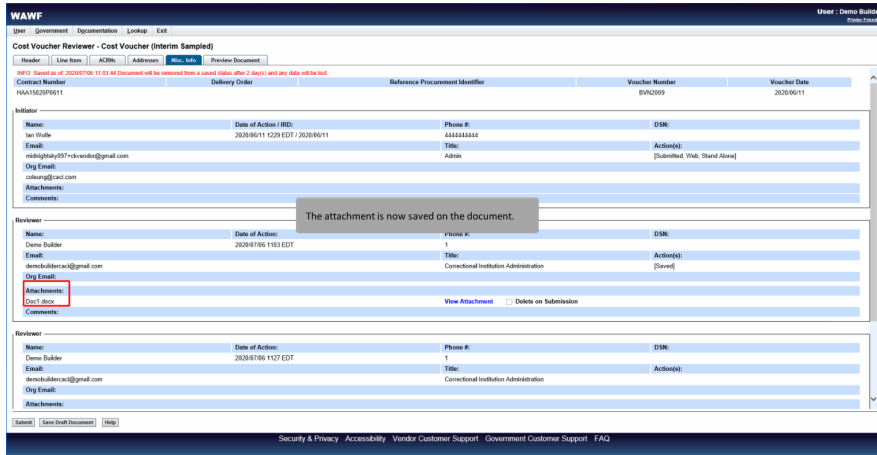 WAWF
User : Demo Builde
Printer Friend
User Government Documentation Lookup Exit
Cost Voucher Reviewer - Cost Voucher (Interim Sampled)
Header Line Item ACRNs Addresses Misc. Info Preview Document
INFO: Saved as of: 2020/07/06 11:03:44 Document will be removed from a saved status after 2 day(s) and any data will be lost.
Contract Number Delivery Order Reference Procurement Identifier Voucher Number Voucher Date
HAA15020P0611 BVN2009 2020/06/11
Initiator
Name: Date of Action / IRD: Phone #: DSN:
Ian Wolfe 2020/06/11 1229 EDT / 2020/06/11 4444444444
Email: Title: Action(s):
midnightsky097+ckvendor@gmail.com Admin [Submitted, Web, Stand Alone]
Org Email:
coleung@caci.com
Attachments:
Comments:
The attachment is now saved on the document.
Reviewer
Name: Date of Action: Phone #: DSN:
Demo Builder 2020/07/06 1103 EDT 1
Email: Title: Action(s):
demobuildercaci@gmail.com Correctional Institution Administration [Saved]
Org Email:
Attachments:
Doc1.docx View Attachment Delete on Submission
Comments:
Reviewer
Name: Date of Action: Phone #: DSN:
Demo Builder 2020/07/06 1127 EDT 1
Email: Title: Action(s):
demobuildercaci@gmail.com Correctional Institution Administration
Org Email:
Attachments:
Submit Save Draft Document Help
Security & Privacy Accessibility Vendor Customer Support Government Customer Support FAQ